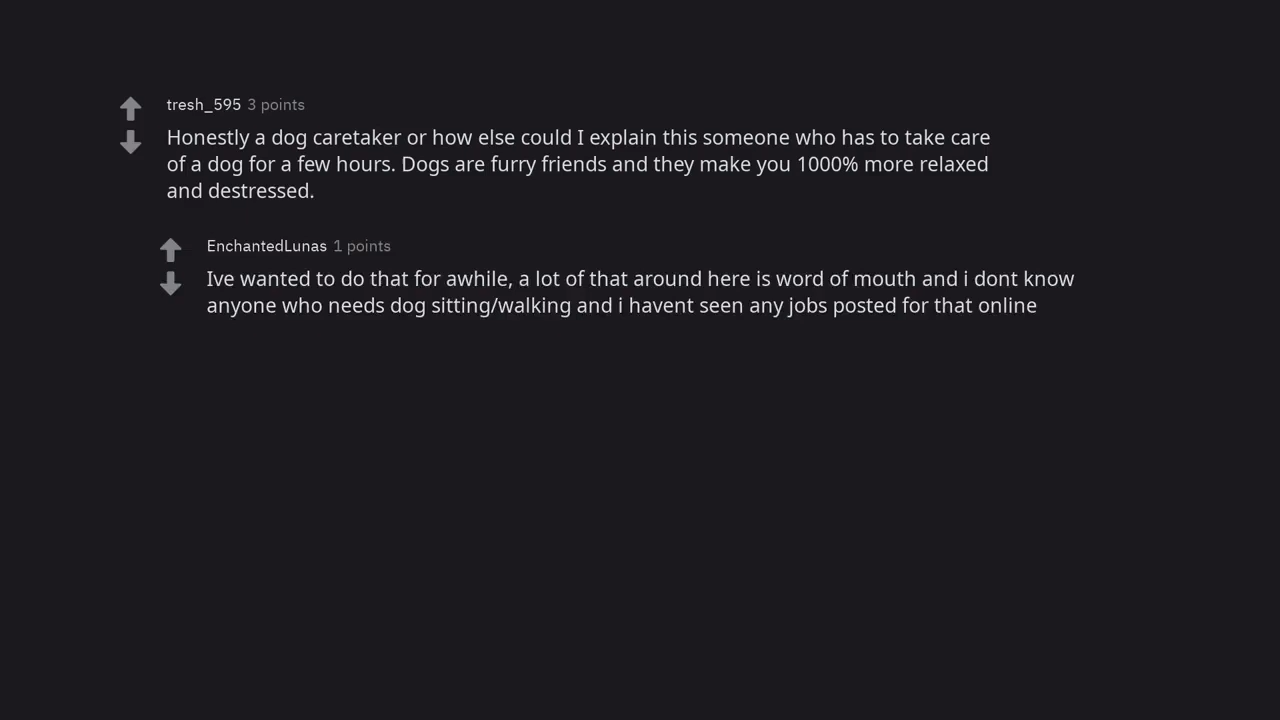 tresh_595 3 points
Honestly a dog caretaker or how else could I explain this someone who has to take care
of a dog for a few hours. Dogs are furry friends and they make you 1000% more relaxed
and destressed.
EnchantedLunas 1 points
Ive wanted to do that for awhile, a lot of that around here is word of mouth and i dont know
anyone who needs dog sitting/walking and i havent seen any jobs posted for that online